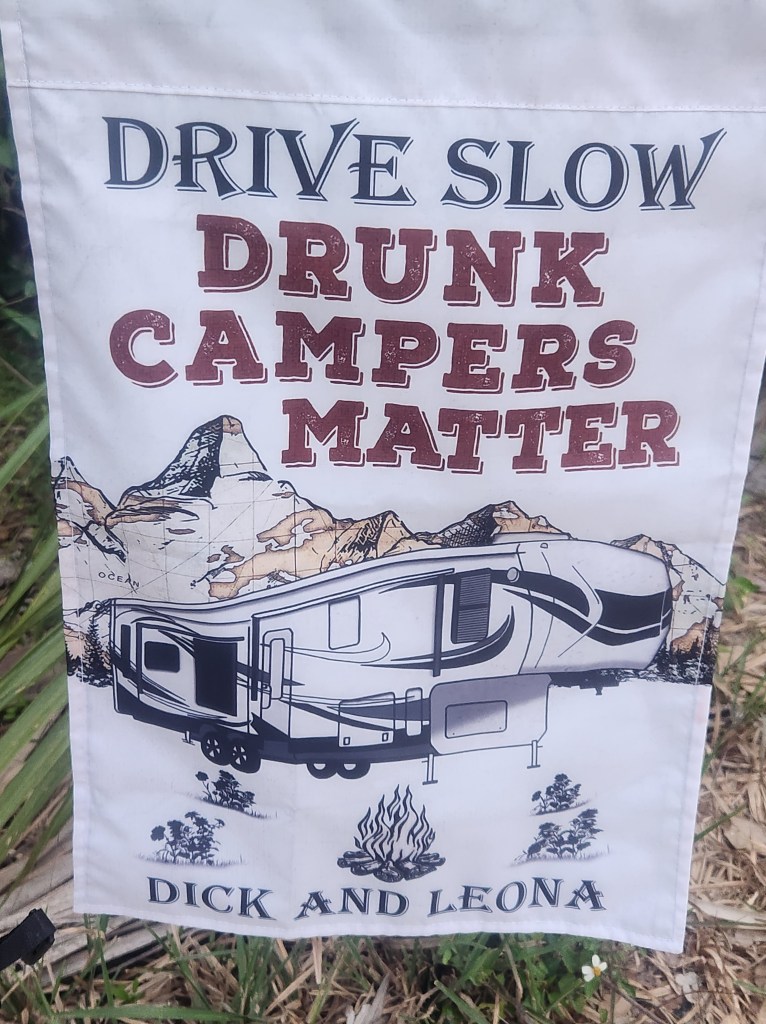 DRIVE SLOW
DRUNK
CAMPERS
MATTER
OCEAN
DICK AND LEONA